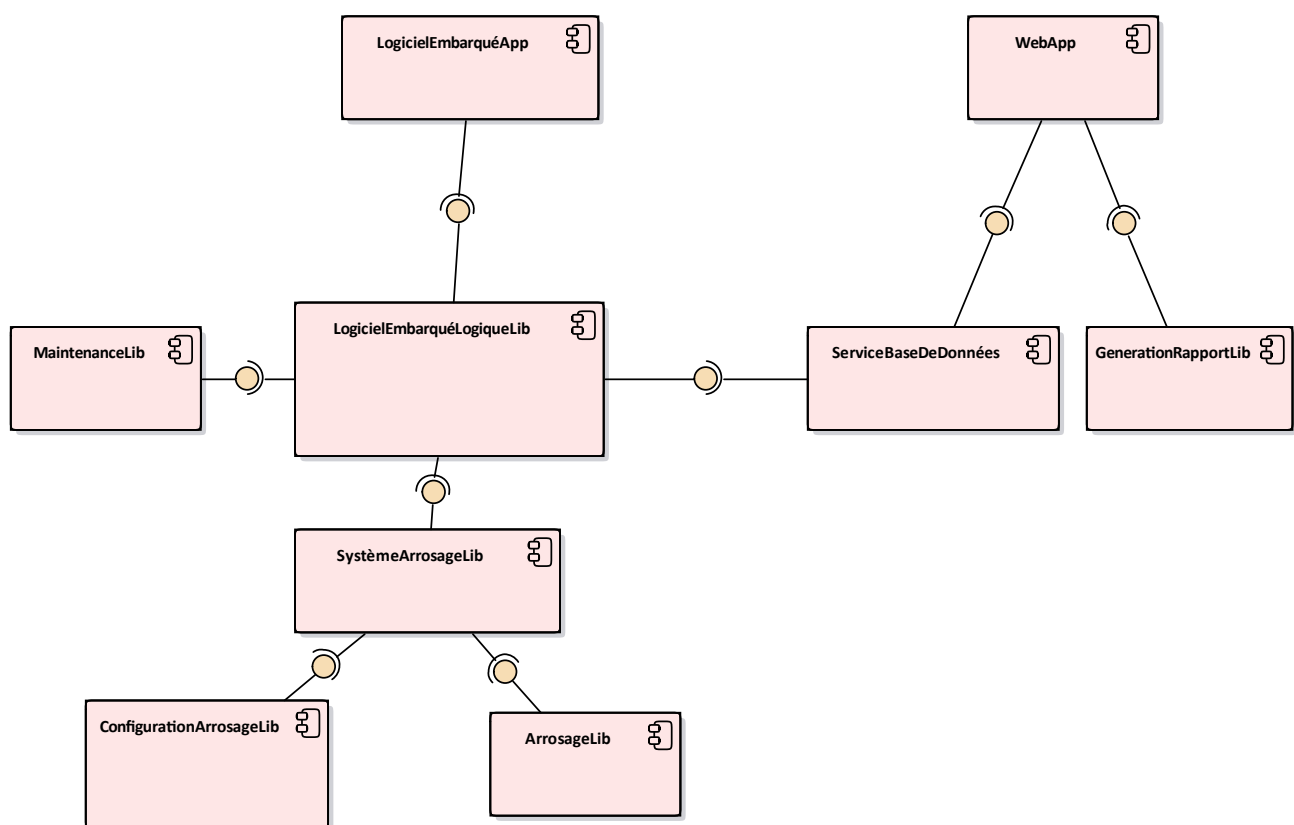 LogicielEmbarquéApp
WebApp
LogicielEmbarquéLogiqueLib
MaintenanceLib
ServiceBaseDeDonnées
GenerationRapportLib
SystèmeArrosageLib
ConfigurationArrosageLib
ArrosageLib